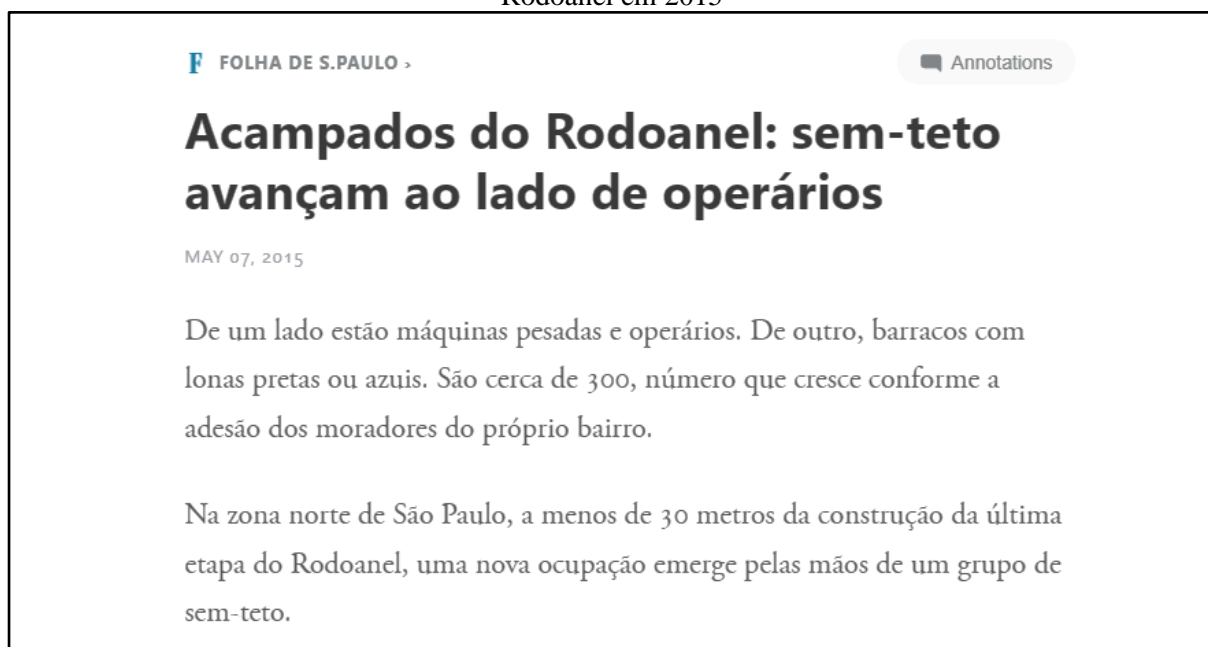 Rodoanel em 2015
FOLHA DE S.PAULO ›
Annotations
Acampados do Rodoanel: sem-teto
avançam ao lado de operários
MAY 07, 2015
De um lado estão máquinas pesadas e operários. De outro, barracos com
lonas pretas ou azuis. São cerca de 300, número que cresce conforme a
adesão dos moradores do próprio bairro.
Na zona norte de São Paulo, a menos de 30 metros da construção da última
etapa do Rodoanel, uma nova ocupação emerge pelas mãos de um grupo de
sem-teto.